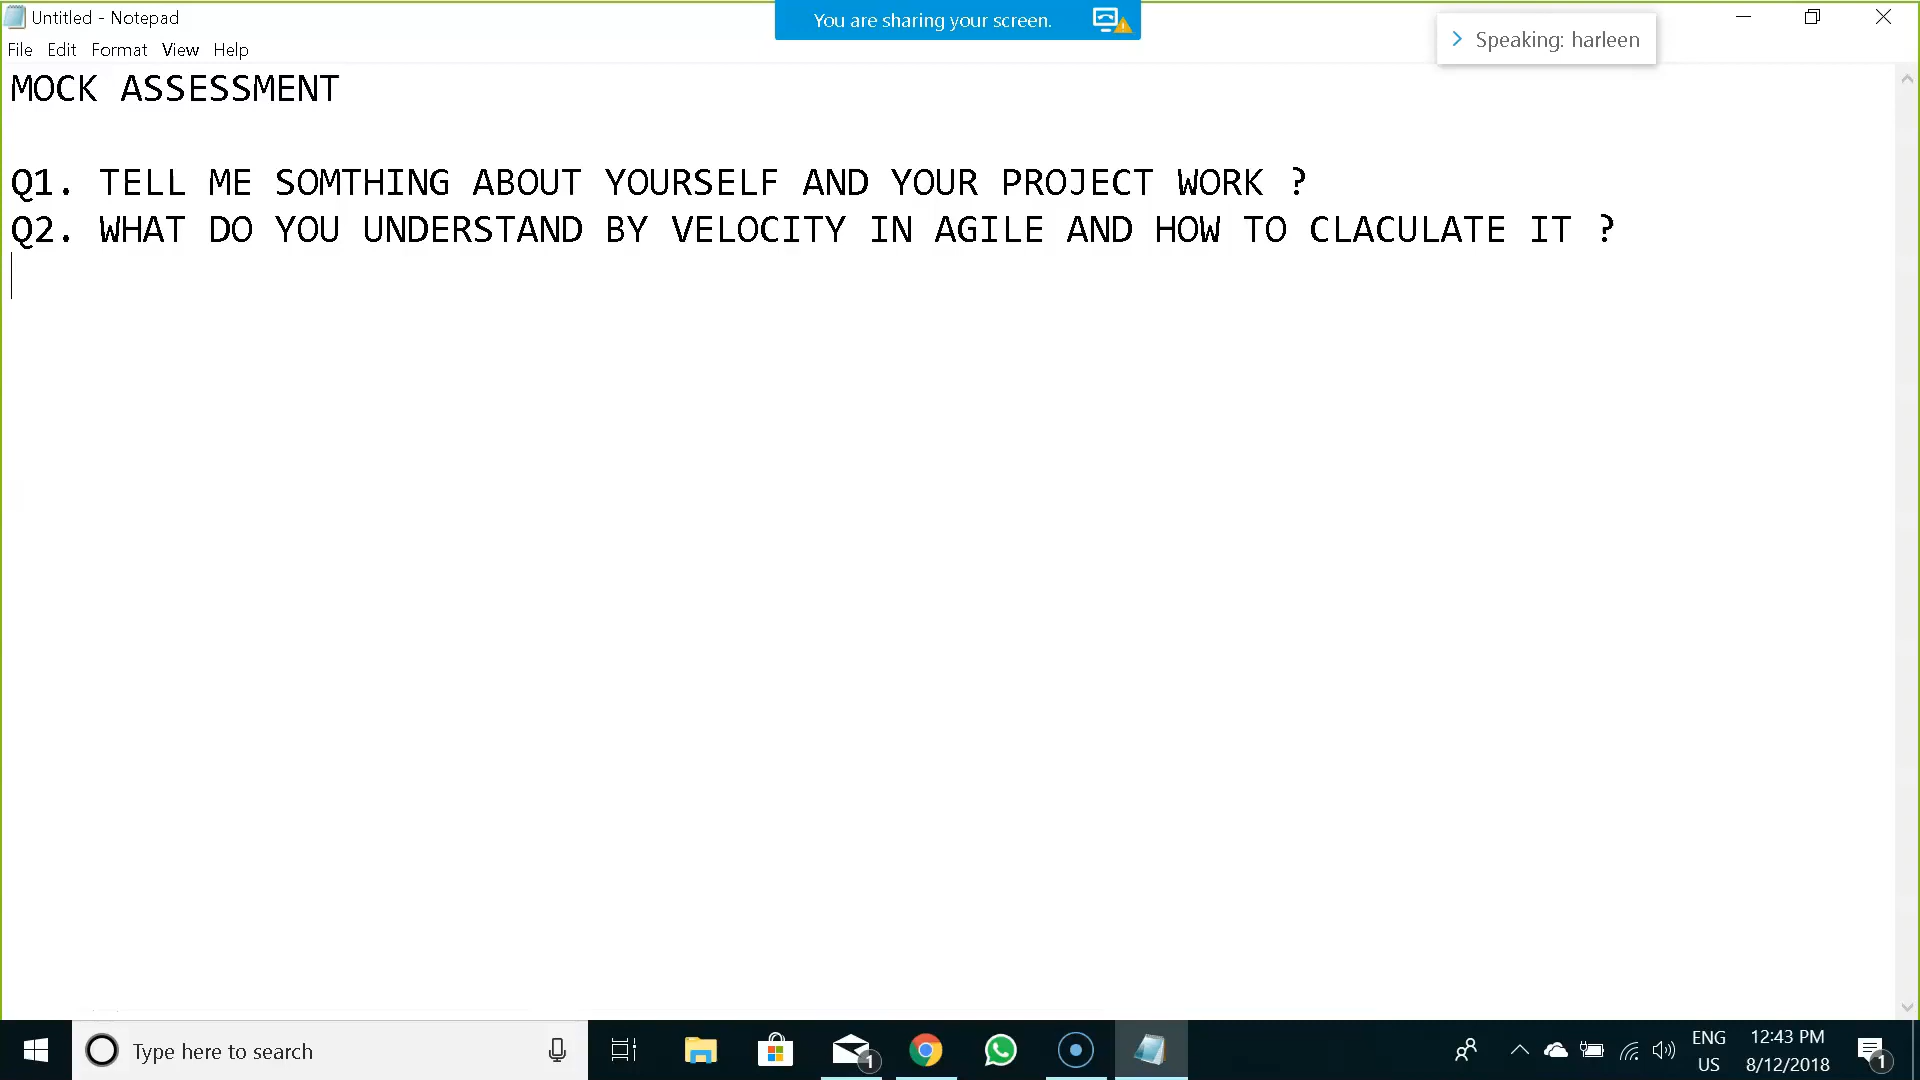 Untitled - Notepad
You are sharing your screen.
Speaking: harleen
File Edit Format View Help
MOCK ASSESSMENT
Q1. TELL ME SOMTHING ABOUT YOURSELF AND YOUR PROJECT WORK ?
Q2. WHAT DO YOU UNDERSTAND BY VELOCITY IN AGILE AND HOW TO CLACULATE IT ?
Type here to search
1
ENG
US
12:43 PM
8/12/2018
1